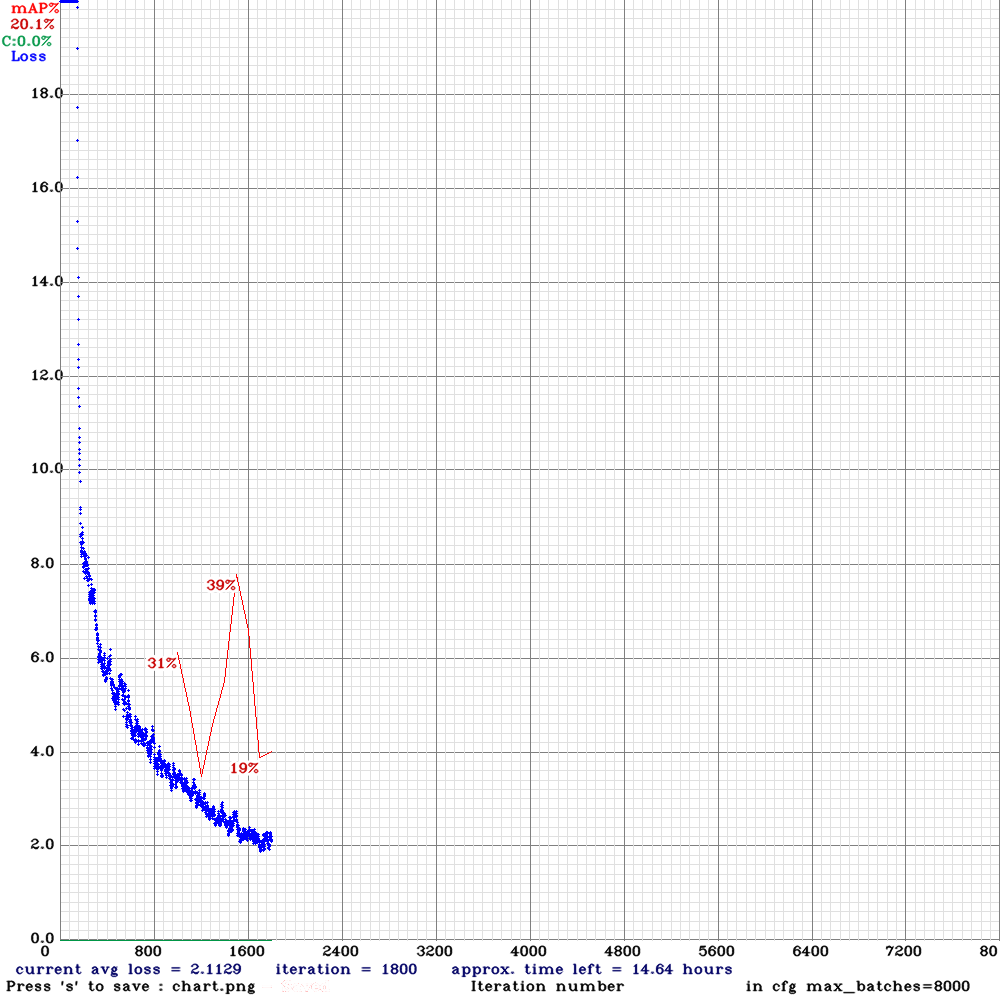 mAP%
20.1%
C:0.0%
Loss
18.0
16.0
14.0
12.0
10.0
8.0
39%
6.0
31%
4.0
19%
2.0
0.0
0 800 1600 2400 3200 4000 4800 5600 6400 7200 80
current avg loss = 2.1129 iteration = 1800 approx. time left = 14.64 hours
Press 's' to save : chart.png Iteration number in cfg max_batches=8000